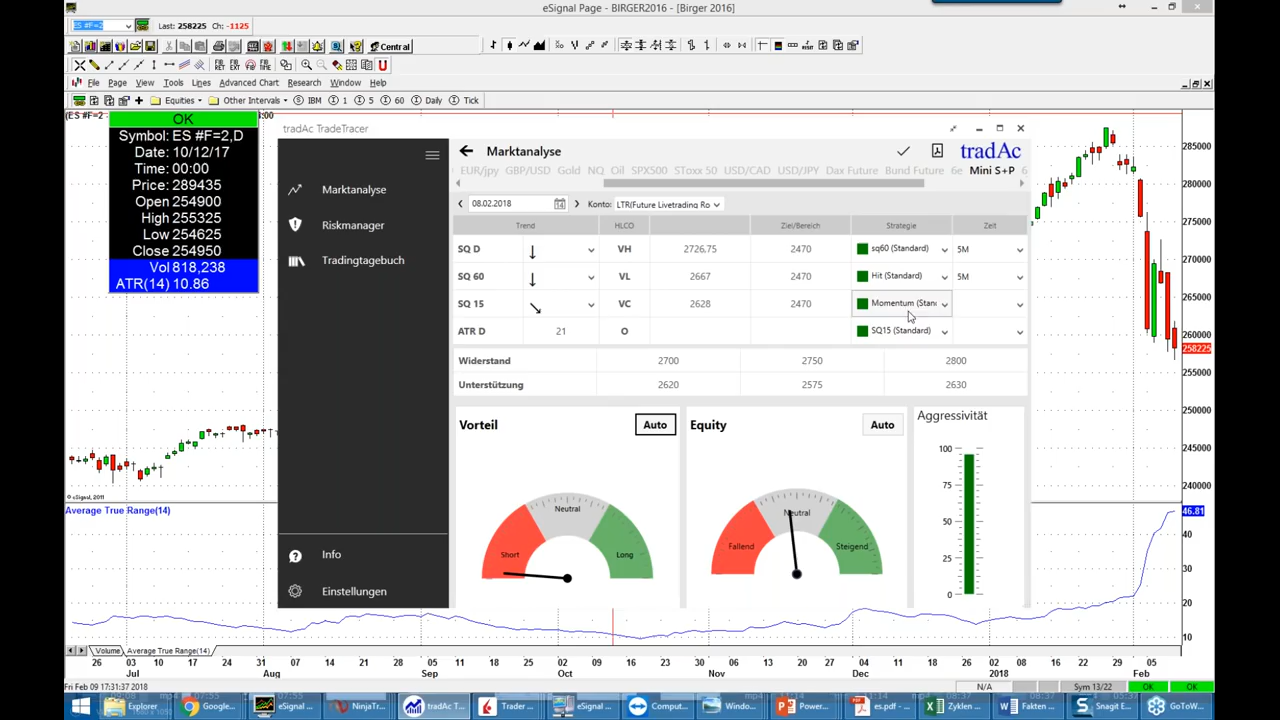 eSignal Page - BIRGER2016 - [Birger 2016]
ES #F=2 Last: 258225 Ch: -1125
Central
File Page View Tools Lines Advanced Chart Research Window Help
Equities Other Intervals IBM 1 5 60 Daily Tick
(ES #F=2 -
OK
Symbol: ES #F=2,D
Date: 10/12/17
Time: 00:00
Price: 289435
Open 254900
High 255325
Low 254625
Close 254950
Vol 818,238
ATR(14) 10.86
tradAc TradeTracer
Marktanalyse
Riskmanager
Tradingtagebuch
Info
Einstellungen
Marktanalyse
tradAc
EUR/jpy GBP/USD Gold NQ Oil SPX500 SToxx 50 USD/CAD USD/JPY Dax Future Bund Future 6e Mini S+P
08.02.2018 14 Konto: LTR(Future Livetrading Ro
Trend HLCO Ziel/Bereich Strategie Zeit
SQ D VH 2726,75 2470 sq60 (Standard) 5M
SQ 60 VL 2667 2470 Hit (Standard) 5M
SQ 15 VC 2628 2470 Momentum (Stan
ATR D 21 O SQ15 (Standard)
Widerstand 2700 2750 2800
Unterstützung 2620 2575 2630
Vorteil Auto
Short Neutral Long
Equity Auto
Fallend Neutral Steigend
Aggressivität
100
75
50
25
0
285000
280000
275000
270000
265000
260000
258225
255000
250000
245000
240000
© eSignal, 2011
Average True Range(14)
46.81
40
30
20
10
Volume Average True Range(14)
26 03 10 17 24 31 07 14 21 28 05 11 18 25 02 09 16 23 30 06 13 20 27 04 11 18 26 02 08 16 22 29 05
Jul Aug Sep Oct Nov Dec 2018 Feb
Fri Feb 09 17:31:37 2018
N/A Sym 13/22 OK OK
Explorer Google... eSignal ... NinjaTr... tradAc T... Trader ... eSignal ... Comput... Windo... Power... es.pdf - ... Zyklen ... Fakten ... Snagit E... GoToW...